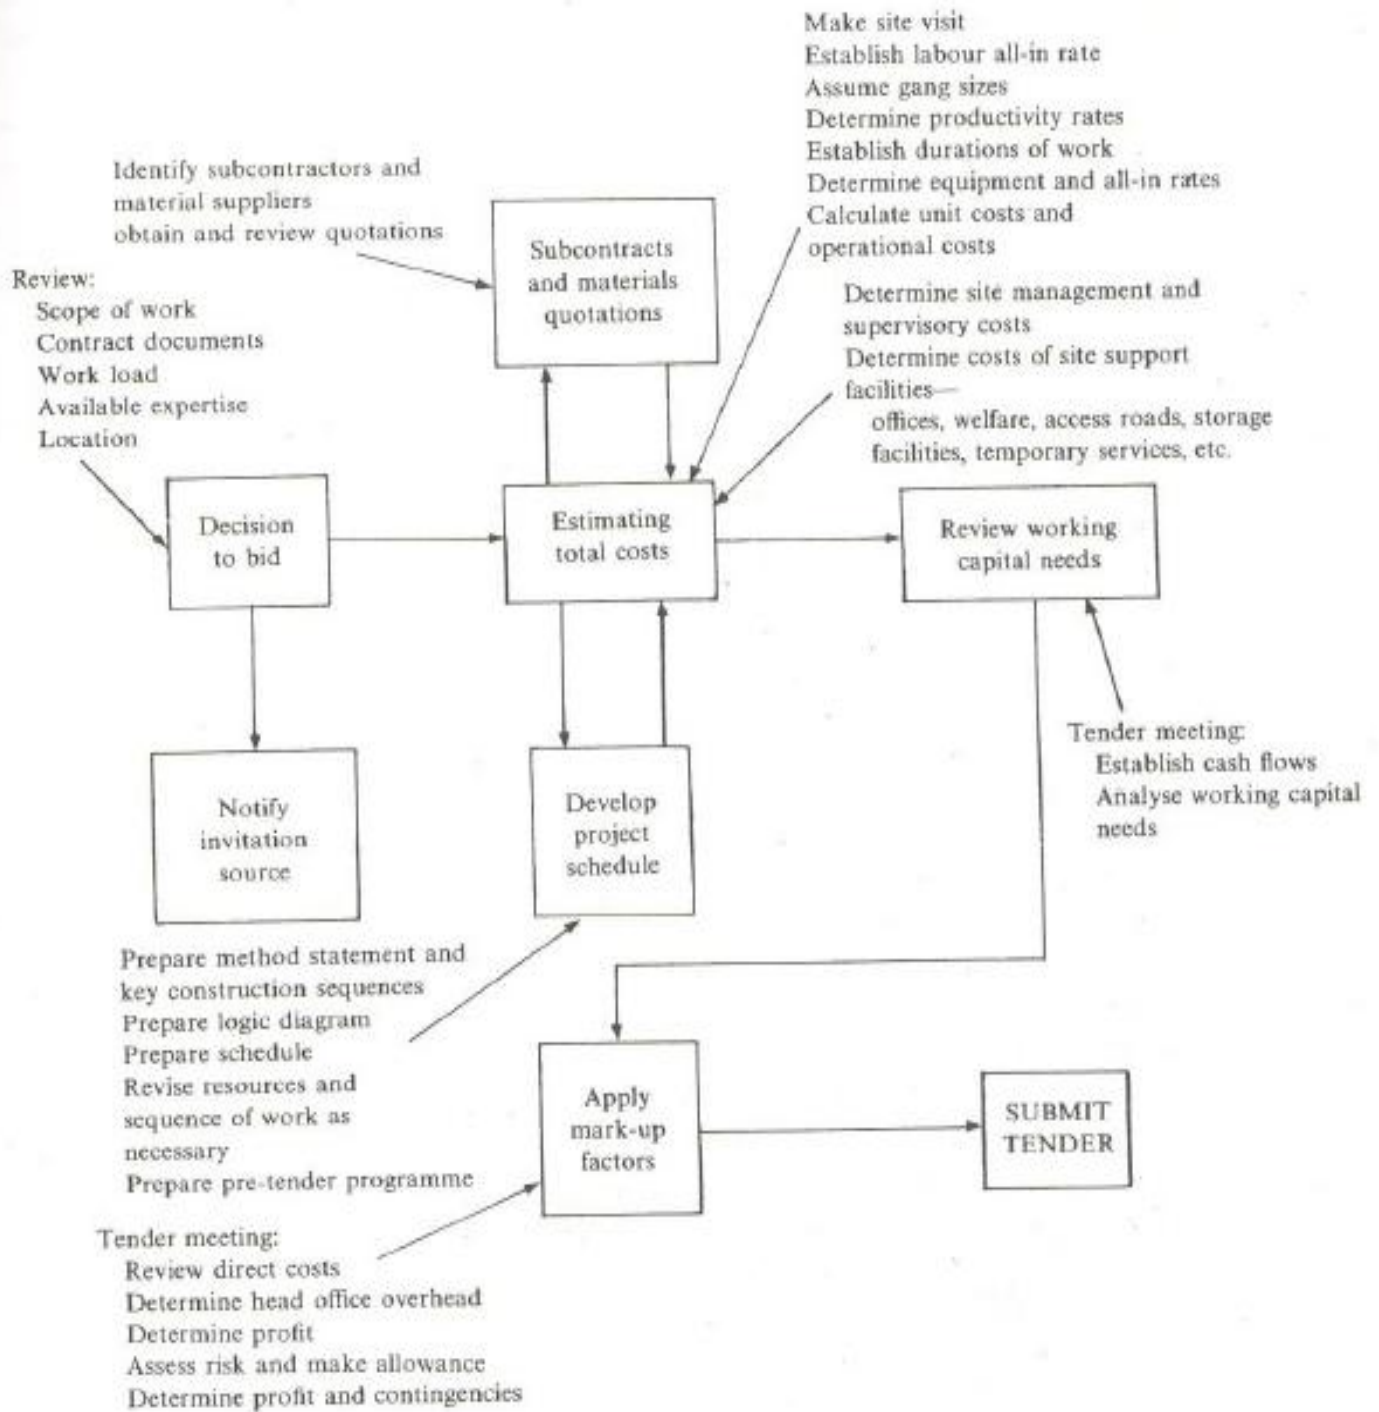 Make site visit
Establish labour all-in rate
Assume gang sizes
Determine productivity rates
Establish durations of work
Determine equipment and all-in rates
Calculate unit costs and
operational costs
Identify subcontractors and
material suppliers
obtain and review quotations
Subcontracts
and materials
quotations
Review:
Scope of work
Contract documents
Work load
Available expertise
Location
Determine site management and
supervisory costs
Determine costs of site support
facilities—
offices, welfare, access roads, storage
facilities, temporary services, etc.
Decision
to bid
Estimating
total costs
Review working
capital needs
Tender meeting:
Establish cash flows
Analyse working capital
needs
Notify
invitation
source
Develop
project
schedule
Prepare method statement and
key construction sequences
Prepare logic diagram
Prepare schedule
Revise resources and
sequence of work as
necessary
Prepare pre-tender programme
Apply
mark-up
factors
SUBMIT
TENDER
Tender meeting:
Review direct costs
Determine head office overhead
Determine profit
Assess risk and make allowance
Determine profit and contingencies